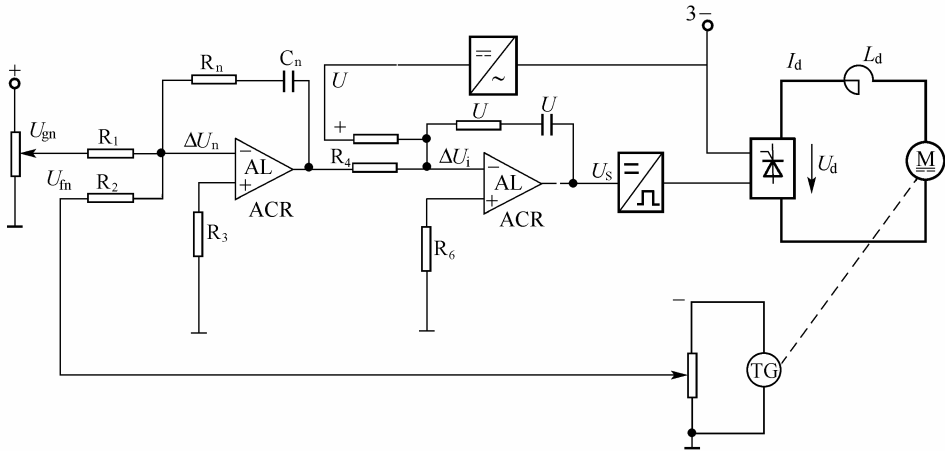 3-
+
Rn
Cn
U
Id
Ld
Ugn
R1
ΔUn
+
U
U
−
AL
+
ACR
R4
ΔUi
−
AL
+
ACR
US
Ud
M
Ufn
R2
R3
R6
−
TG